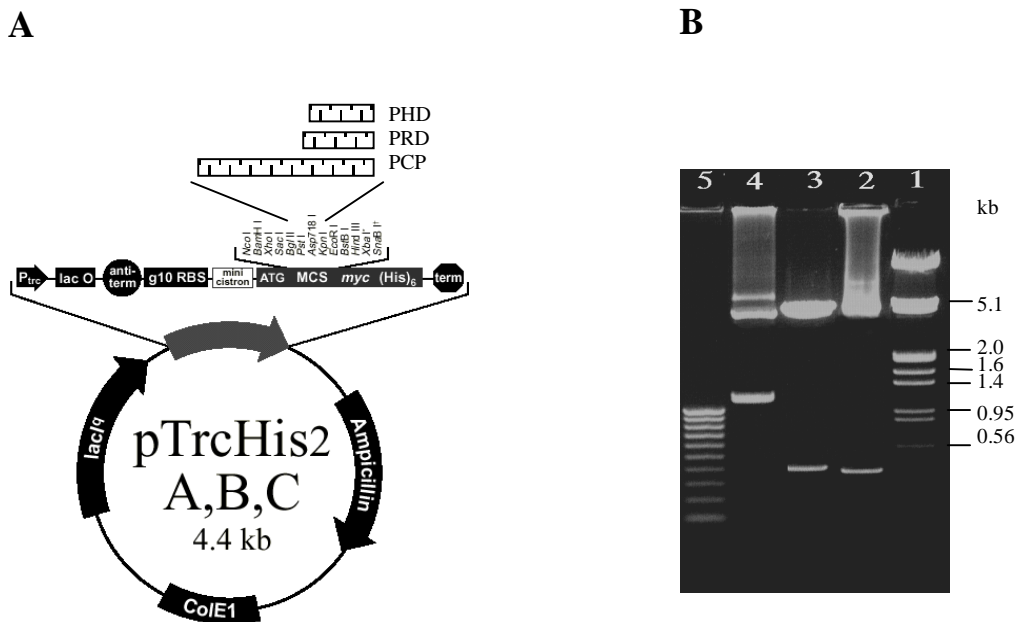 A
B
PHD
PRD
PCP
Nco I
BamH I
Xho I
Sac I
Bgl II
Pst I
Asp718 I
Kpn I
EcoR I
BstB I
Hind III
Xba I*
SnaB I†
Ptrc
lac O
anti-
term
g10 RBS
mini
cistron
ATG
MCS
myc
(His)6
term
lacIq
Ampicillin
ColE1
pTrcHis2
A,B,C
4.4 kb
5 4 3 2 1
kb
5.1
2.0
1.6
1.4
0.95
0.56